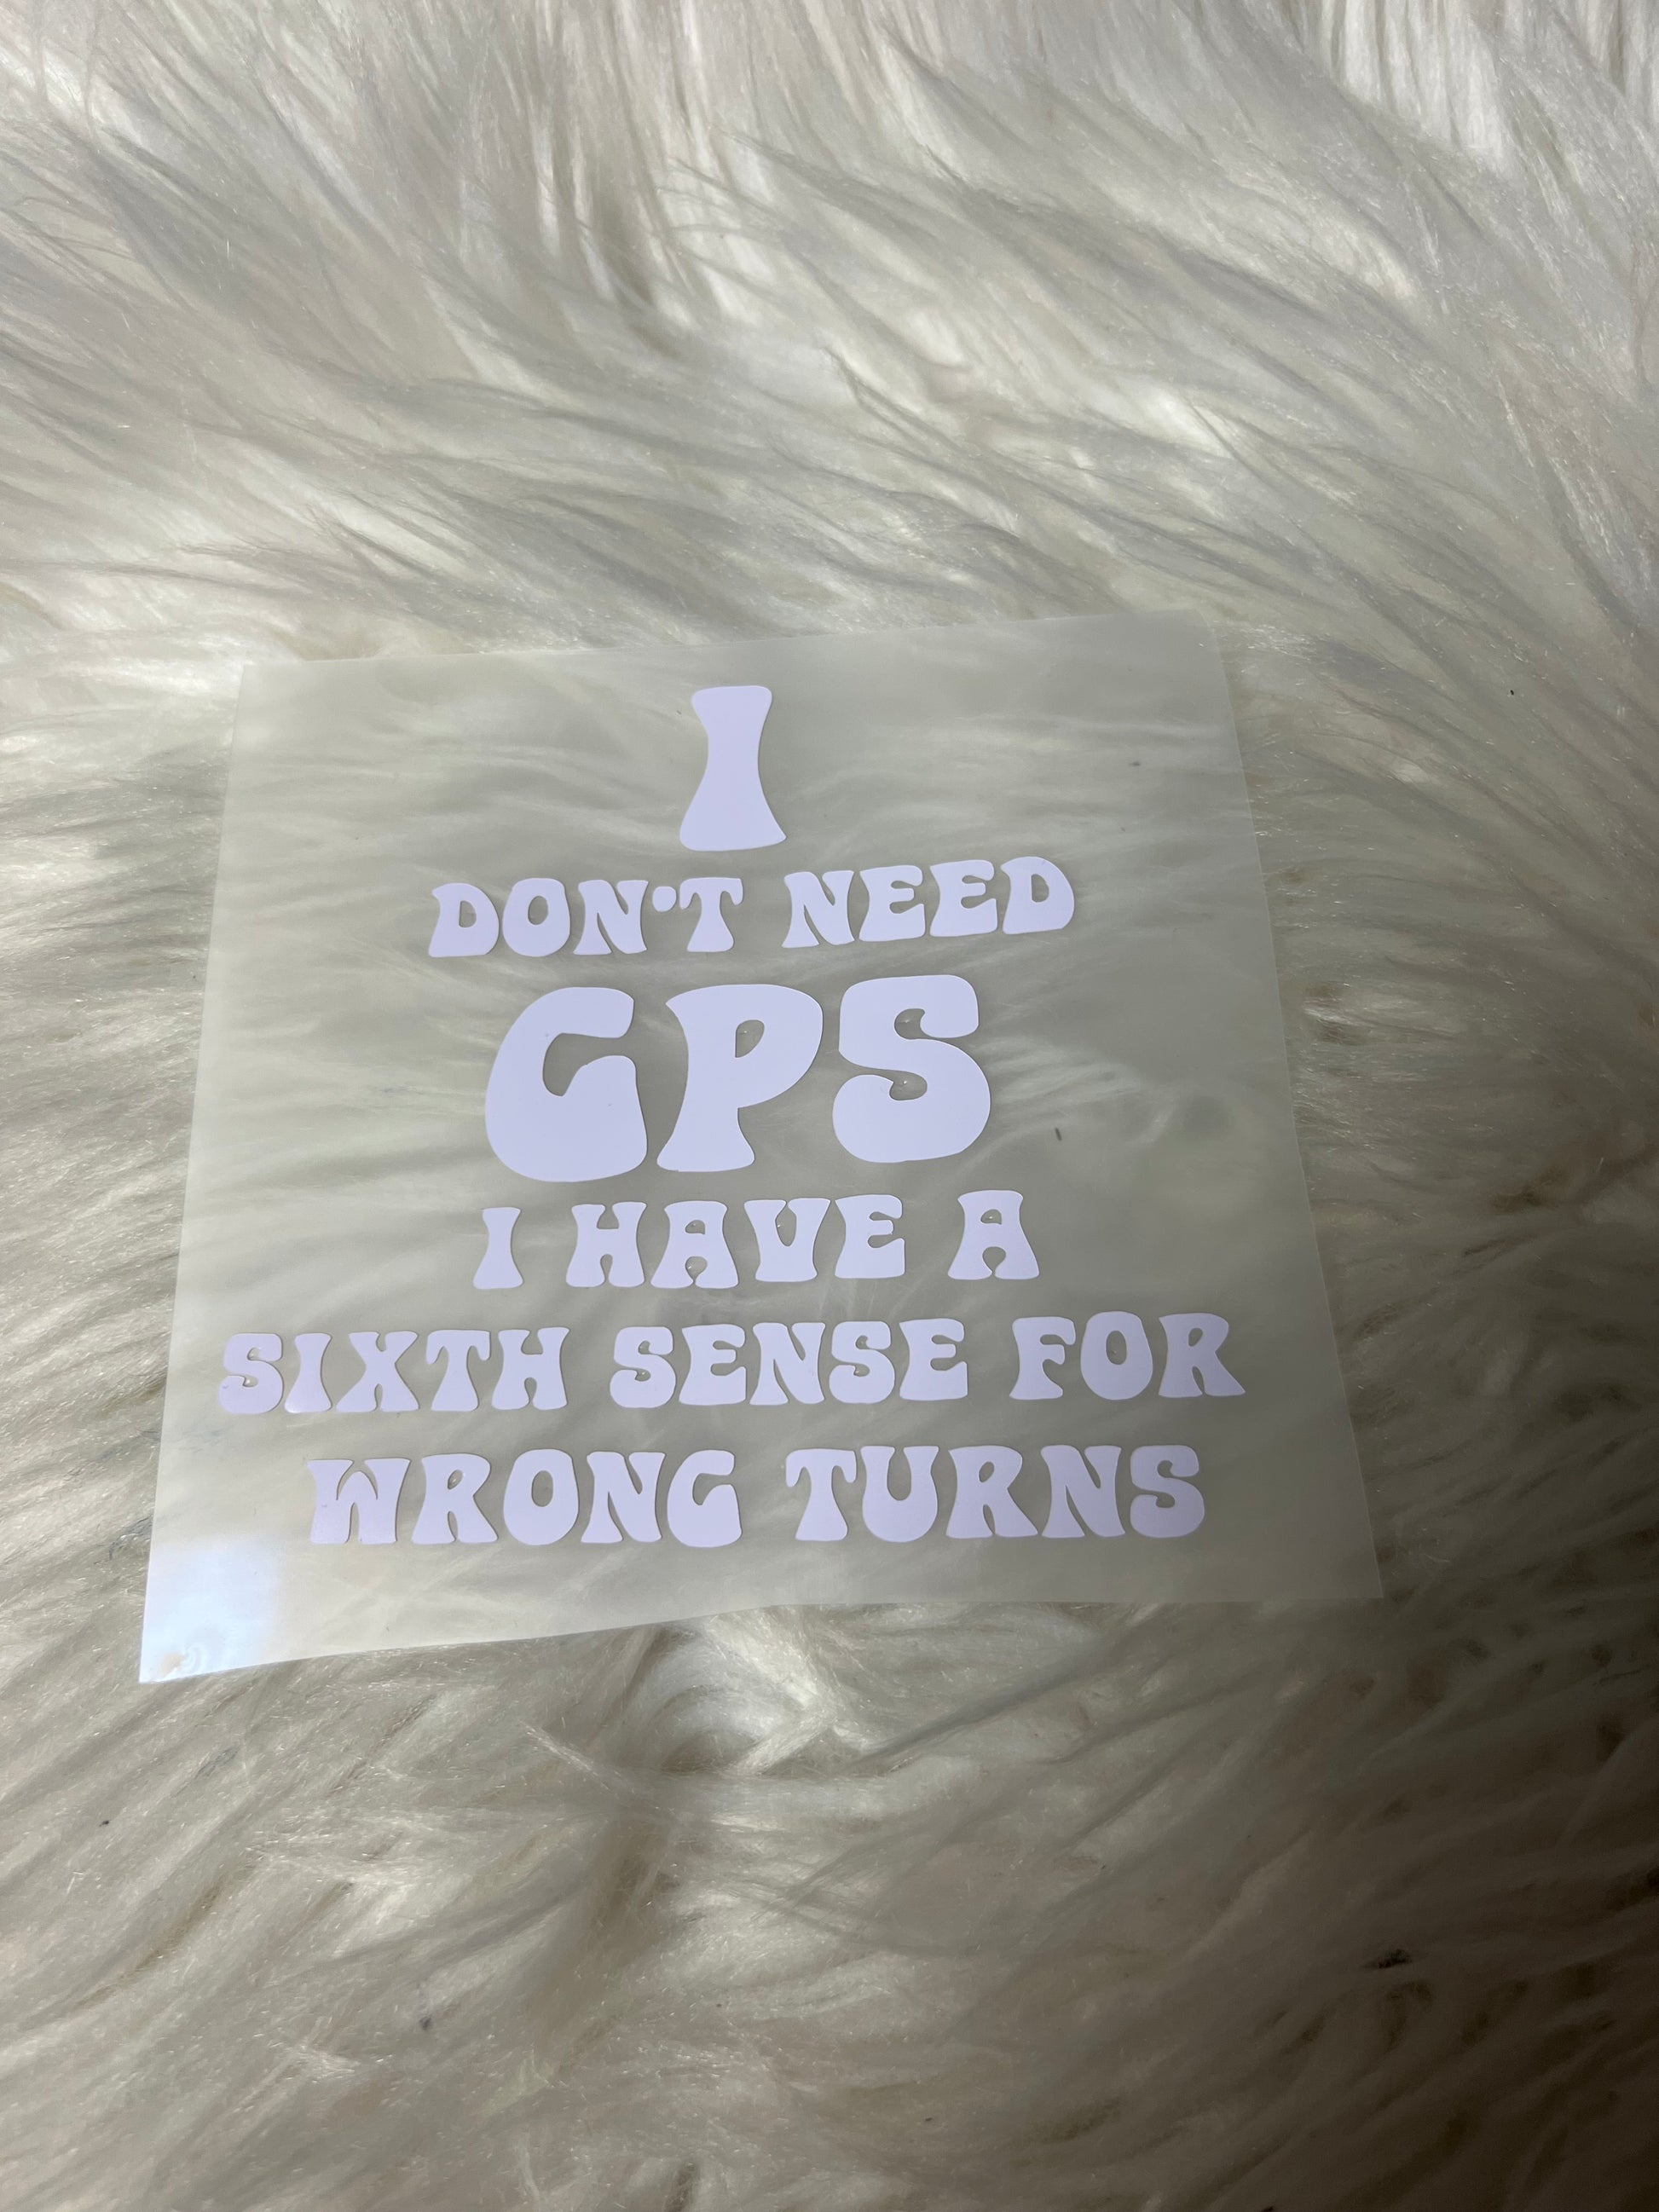 I
DON'T NEED
GPS
I HAVE A
SIXTH SENSE FOR
WRONG TURNS